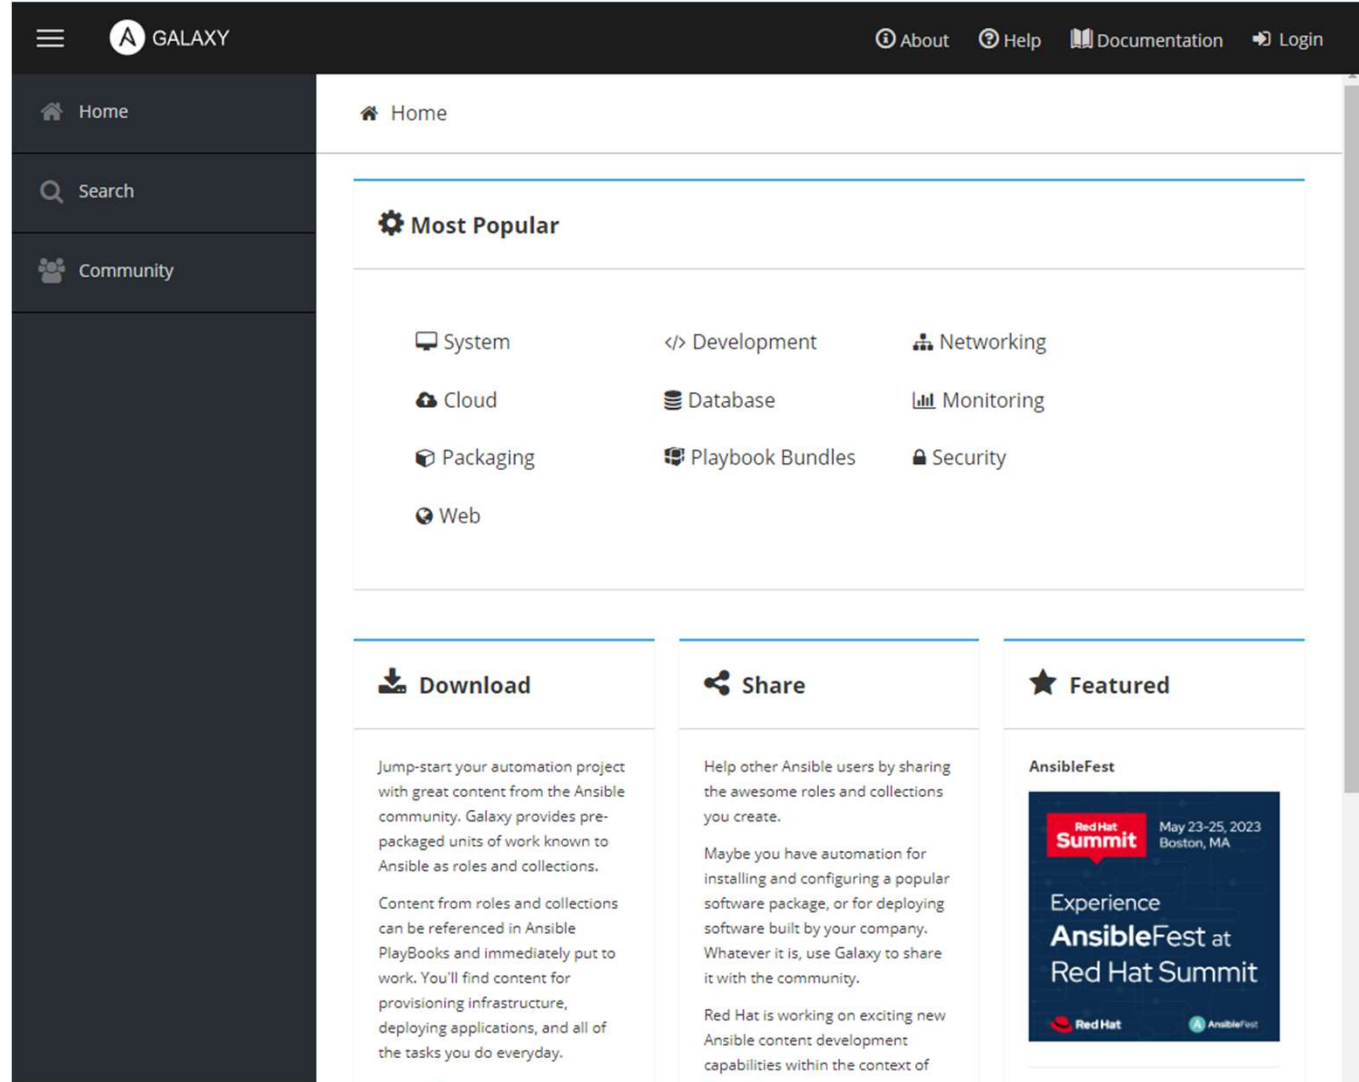 GALAXY
About Help Documentation Login
Home
Search
Community
Home
Most Popular
System Development Networking
Cloud Database Monitoring
Packaging Playbook Bundles Security
Web
Download
Jump-start your automation project
with great content from the Ansible
community. Galaxy provides pre-
packaged units of work known to
Ansible as roles and collections.
Content from roles and collections
can be referenced in Ansible
PlayBooks and immediately put to
work. You'll find content for
provisioning infrastructure,
deploying applications, and all of
the tasks you do everyday.
Share
Help other Ansible users by sharing
the awesome roles and collections
you create.
Maybe you have automation for
installing and configuring a popular
software package, or for deploying
software built by your company.
Whatever it is, use Galaxy to share
it with the community.
Red Hat is working on exciting new
Ansible content development
capabilities within the context of
Featured
AnsibleFest
Red Hat
Summit
May 23-25, 2023
Boston, MA
Experience
AnsibleFest at
Red Hat Summit
Red Hat
AnsibleFest